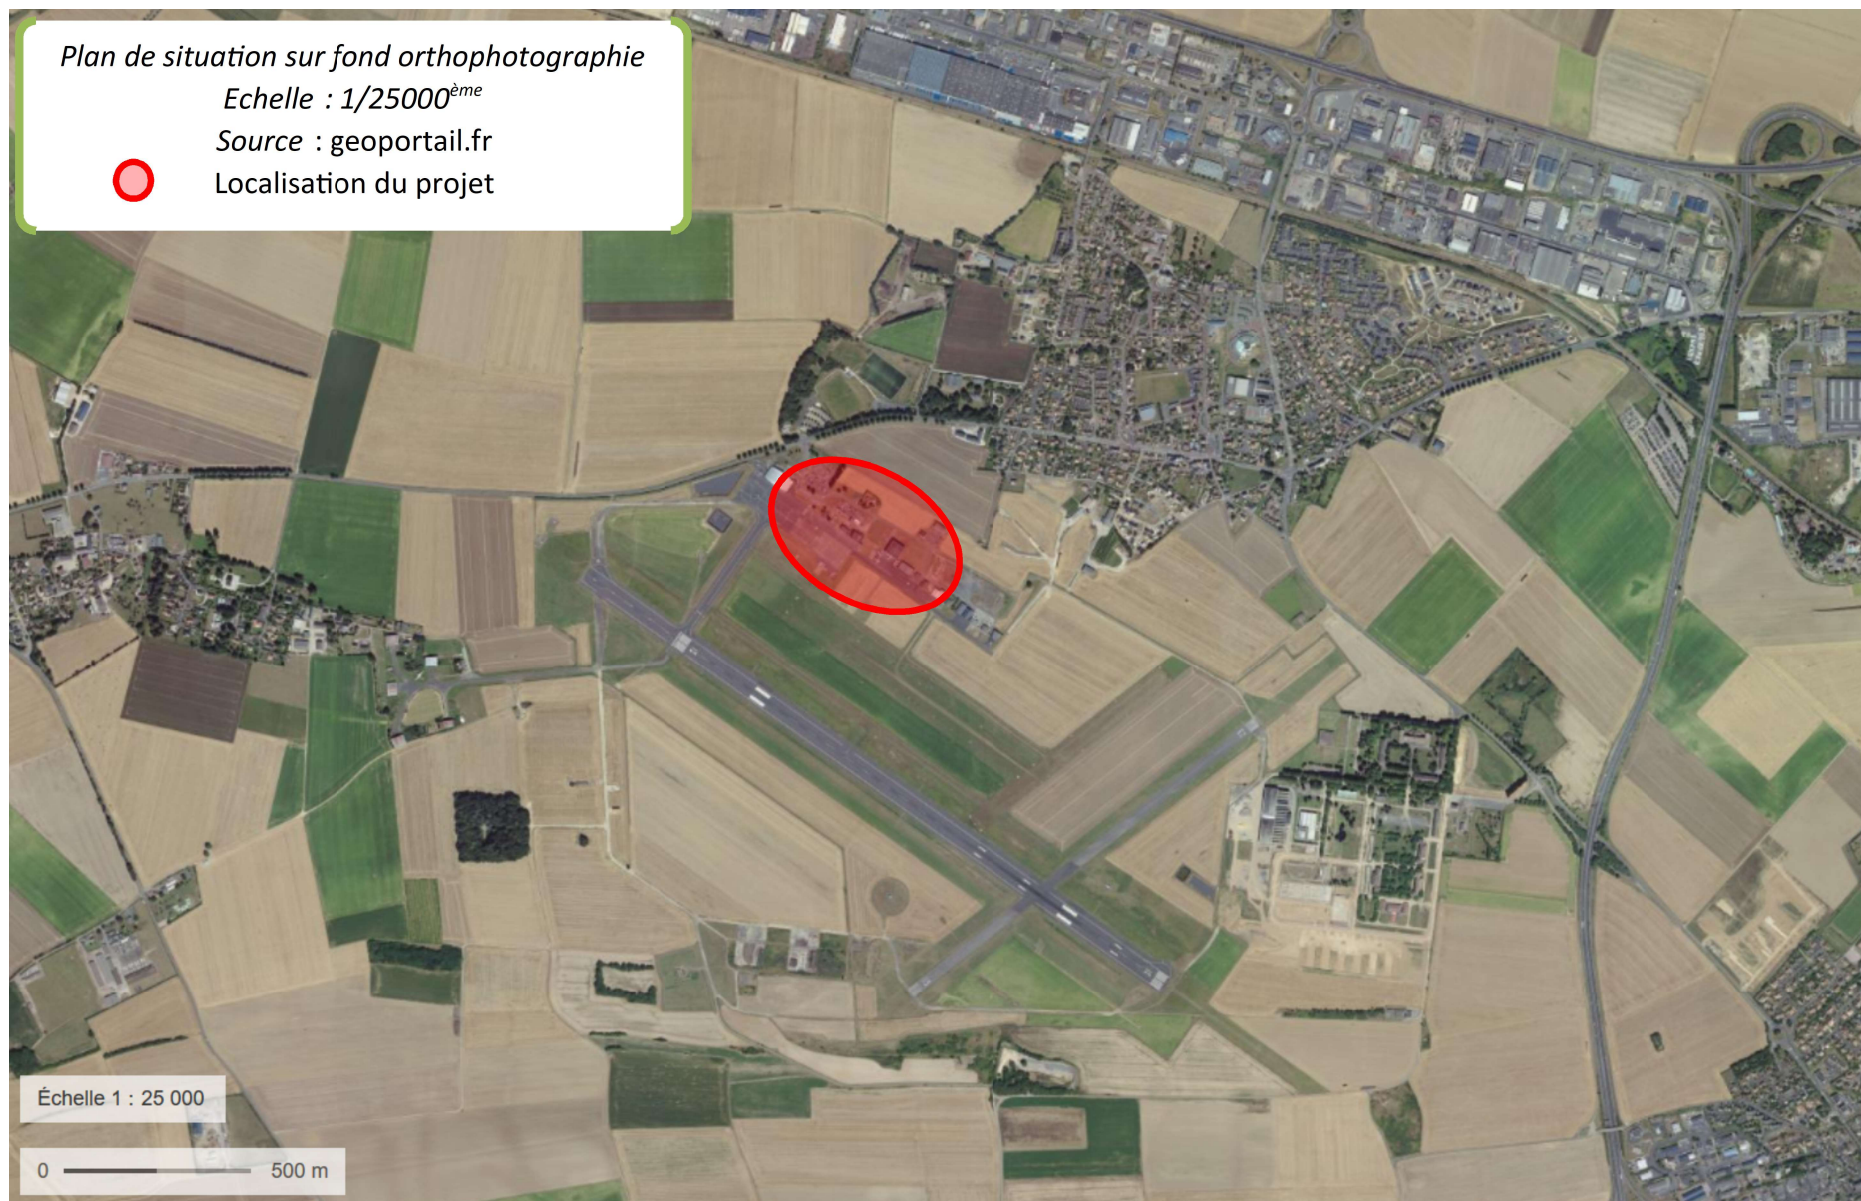 Plan de situation sur fond orthophotographie
Echelle : 1/25000ème
Source : geoportail.fr
Localisation du projet
Échelle 1 : 25 000
0 500 m